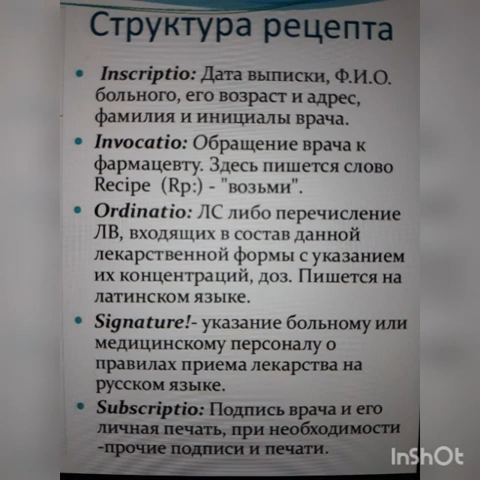 Структура рецепта
• Inscriptio: Дата выписки, Ф.И.О.
больного, его возраст и адрес,
фамилия и инициалы врача.
• Invocatio: Обращение врача к
фармацевту. Здесь пишется слово
Recipe (Rp:) - "возьми".
• Ordinatio: ЛС либо перечисление
ЛВ, входящих в состав данной
лекарственной формы с указанием
их концентраций, доз. Пишется на
латинском языке.
• Signature!- указание больному или
медицинскому персоналу о
правилах приема лекарства на
русском языке.
• Subscriptio: Подпись врача и его
личная печать, при необходимости
-прочие подписи и печати.
InShOt